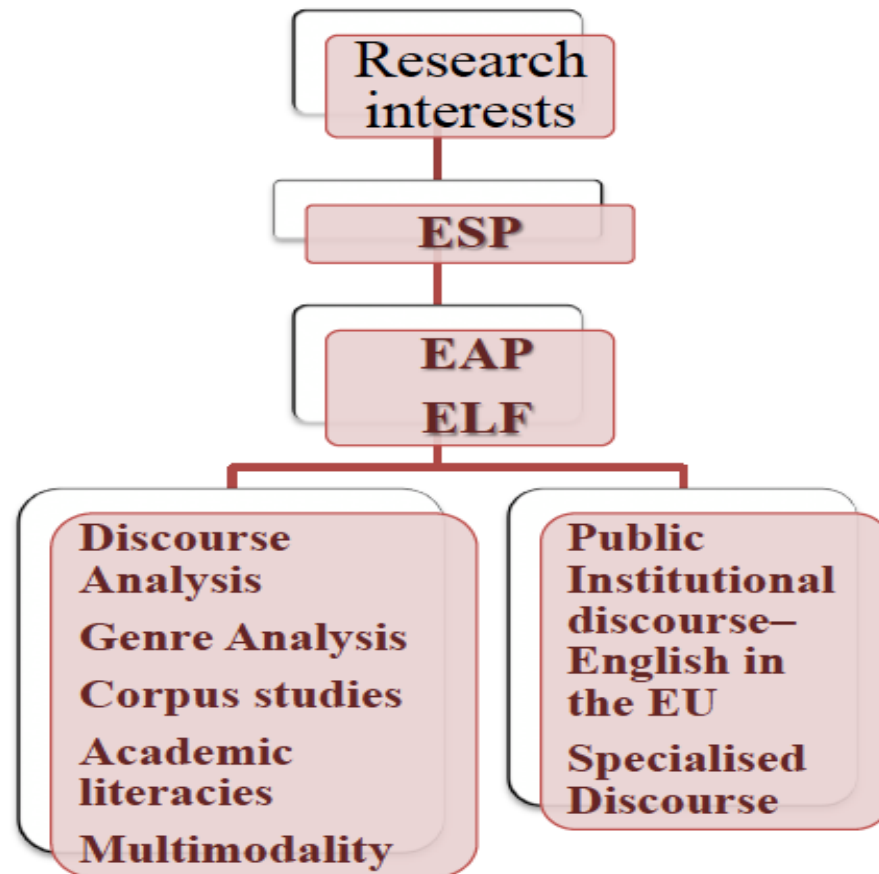 Research
interests
ESP
EAP
ELF
Discourse
Analysis
Genre Analysis
Corpus studies
Academic
literacies
Multimodality
Public
Institutional
discourse–
English in
the EU
Specialised
Discourse